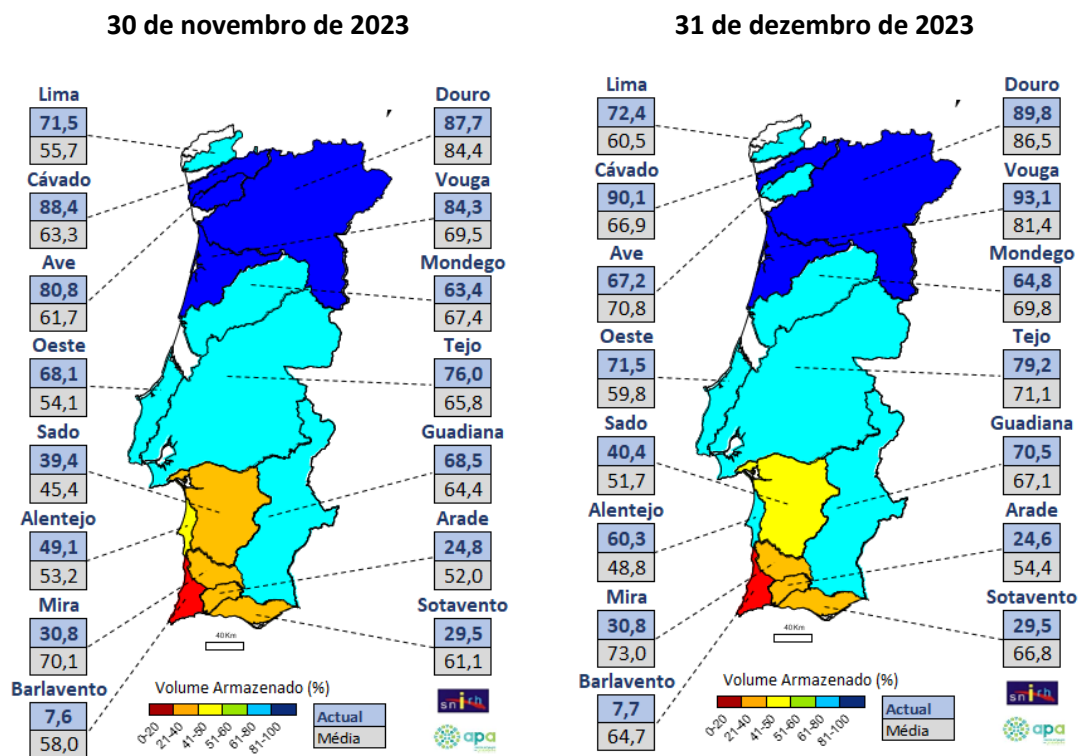 30 de novembro de 2023
Lima
71,5
55,7
Cávado
88,4
63,3
Ave
80,8
61,7
Oeste
68,1
54,1
Sado
39,4
45,4
Alentejo
49,1
53,2
Mira
30,8
70,1
Barlavento
7,6
58,0
Douro
87,7
84,4
Vouga
84,3
69,5
Mondego
63,4
67,4
Tejo
76,0
65,8
Guadiana
68,5
64,4
Arade
24,8
52,0
Sotavento
29,5
61,1
40 Km
Volume Armazenado (%)
0-20
21-40
41-50
51-60
61-80
81-100
Actual
Média
snirh
apa
31 de dezembro de 2023
Lima
72,4
60,5
Cávado
90,1
66,9
Ave
67,2
70,8
Oeste
71,5
59,8
Sado
40,4
51,7
Alentejo
60,3
48,8
Mira
30,8
73,0
Barlavento
7,7
64,7
Douro
89,8
86,5
Vouga
93,1
81,4
Mondego
64,8
69,8
Tejo
79,2
71,1
Guadiana
70,5
67,1
Arade
24,6
54,4
Sotavento
29,5
66,8
40 Km
Volume Armazenado (%)
0-20
21-40
41-50
51-60
61-80
81-100
Actual
Média
snirh
apa